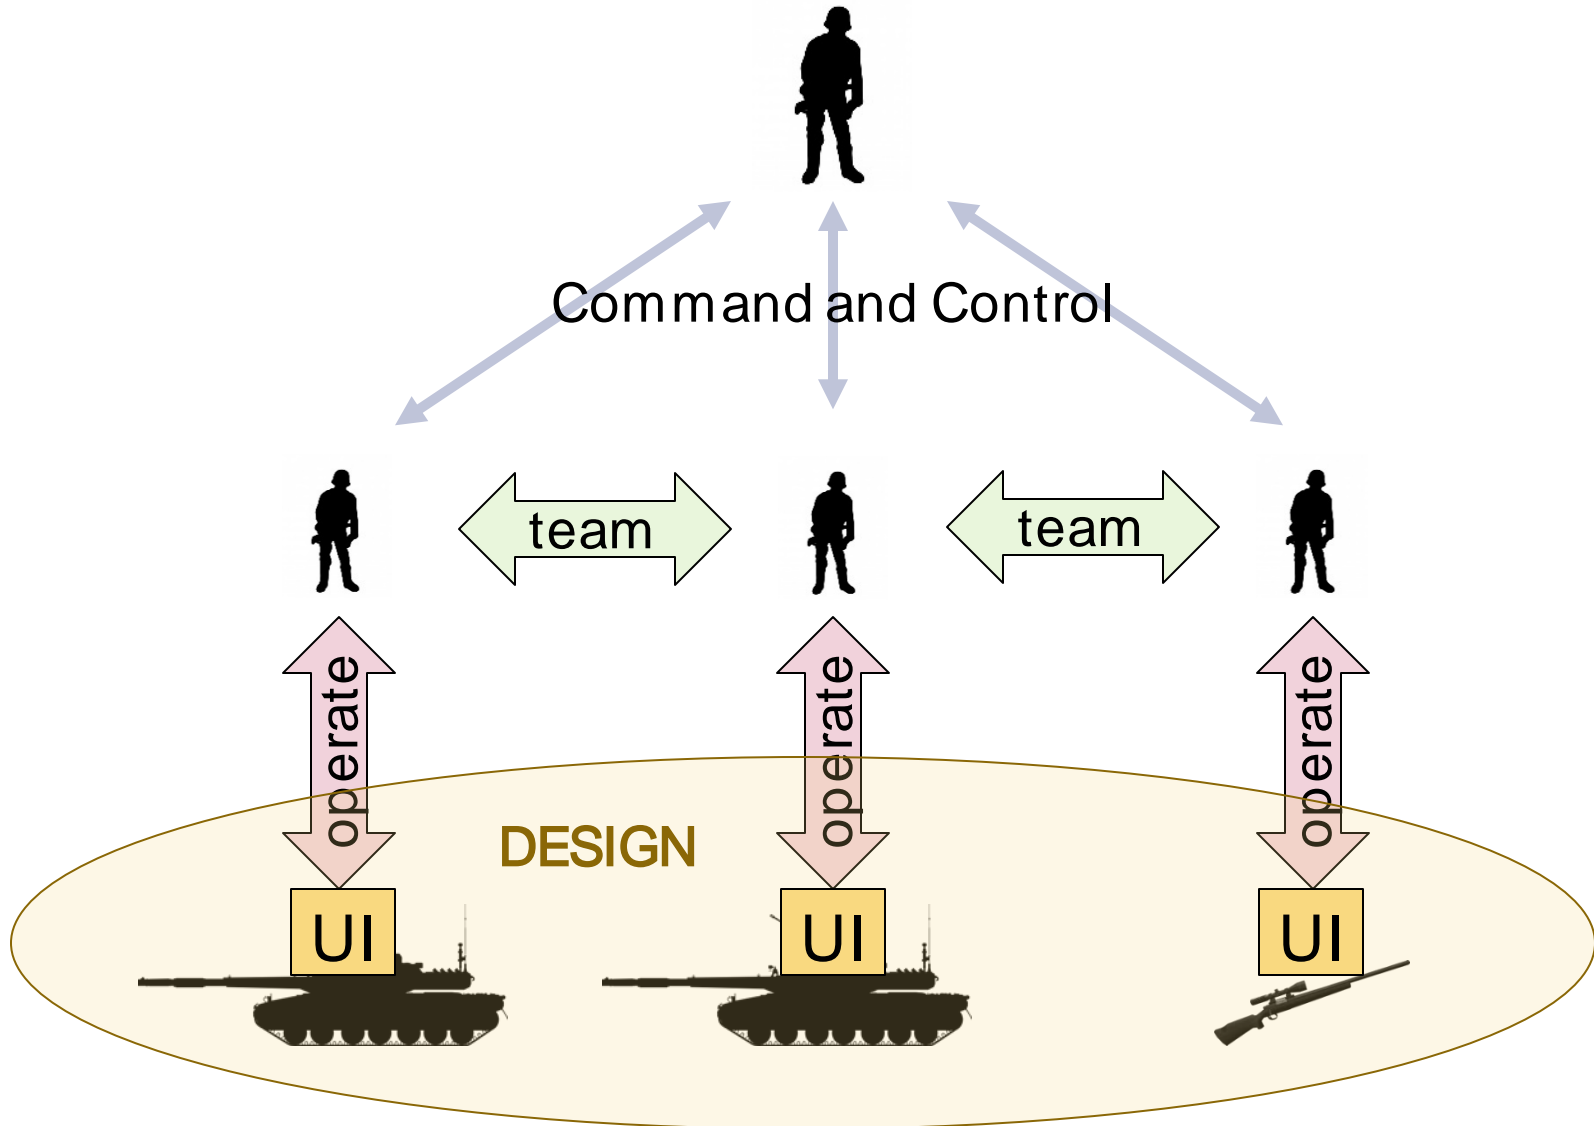 Command and Control
team
team
operate
operate
operate
DESIGN
UI
UI
UI